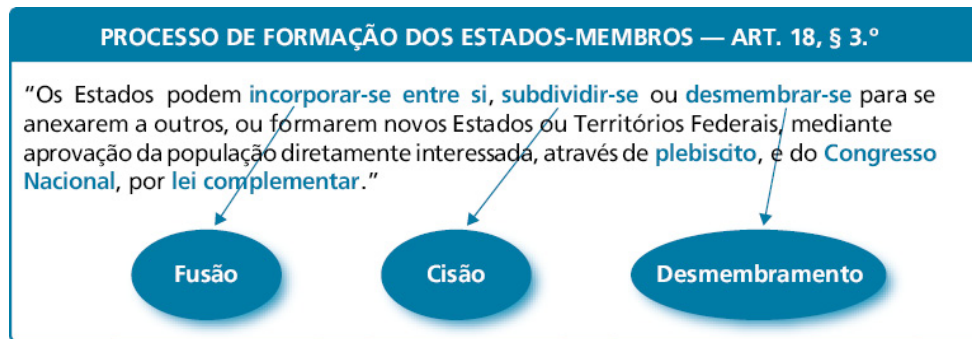 PROCESSO DE FORMAÇÃO DOS ESTADOS-MEMBROS — ART. 18, § 3.º
“Os Estados podem incorporar-se entre si, subdividir-se ou desmembrar-se para se
anexarem a outros, ou formarem novos Estados ou Territórios Federais, mediante
aprovação da população diretamente interessada, através de plebiscito, e do Congresso
Nacional, por lei complementar.”
Fusão
Cisão
Desmembramento